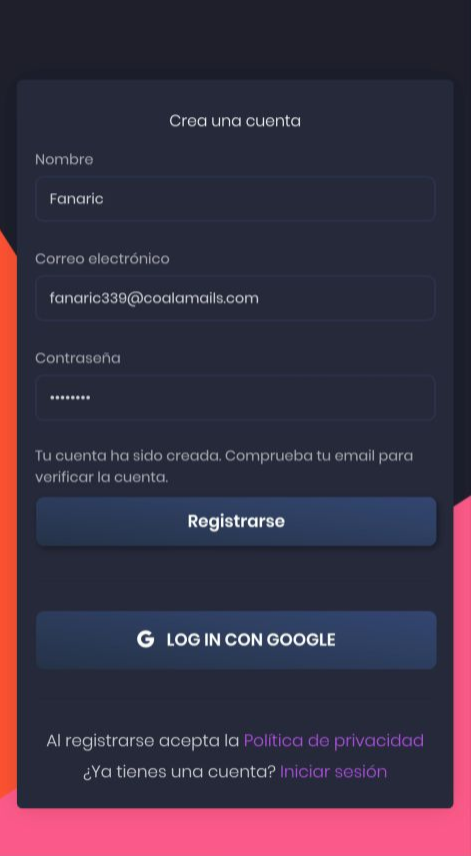 Crea una cuenta
Nombre
Fanaric
Correo electrónico
fanaric339@coalamails.com
Contraseña
••••••••
Tu cuenta ha sido creada. Comprueba tu email para
verificar la cuenta.
Registrarse
G LOG IN CON GOOGLE
Al registrarse acepta la Política de privacidad
¿Ya tienes una cuenta? Iniciar sesión